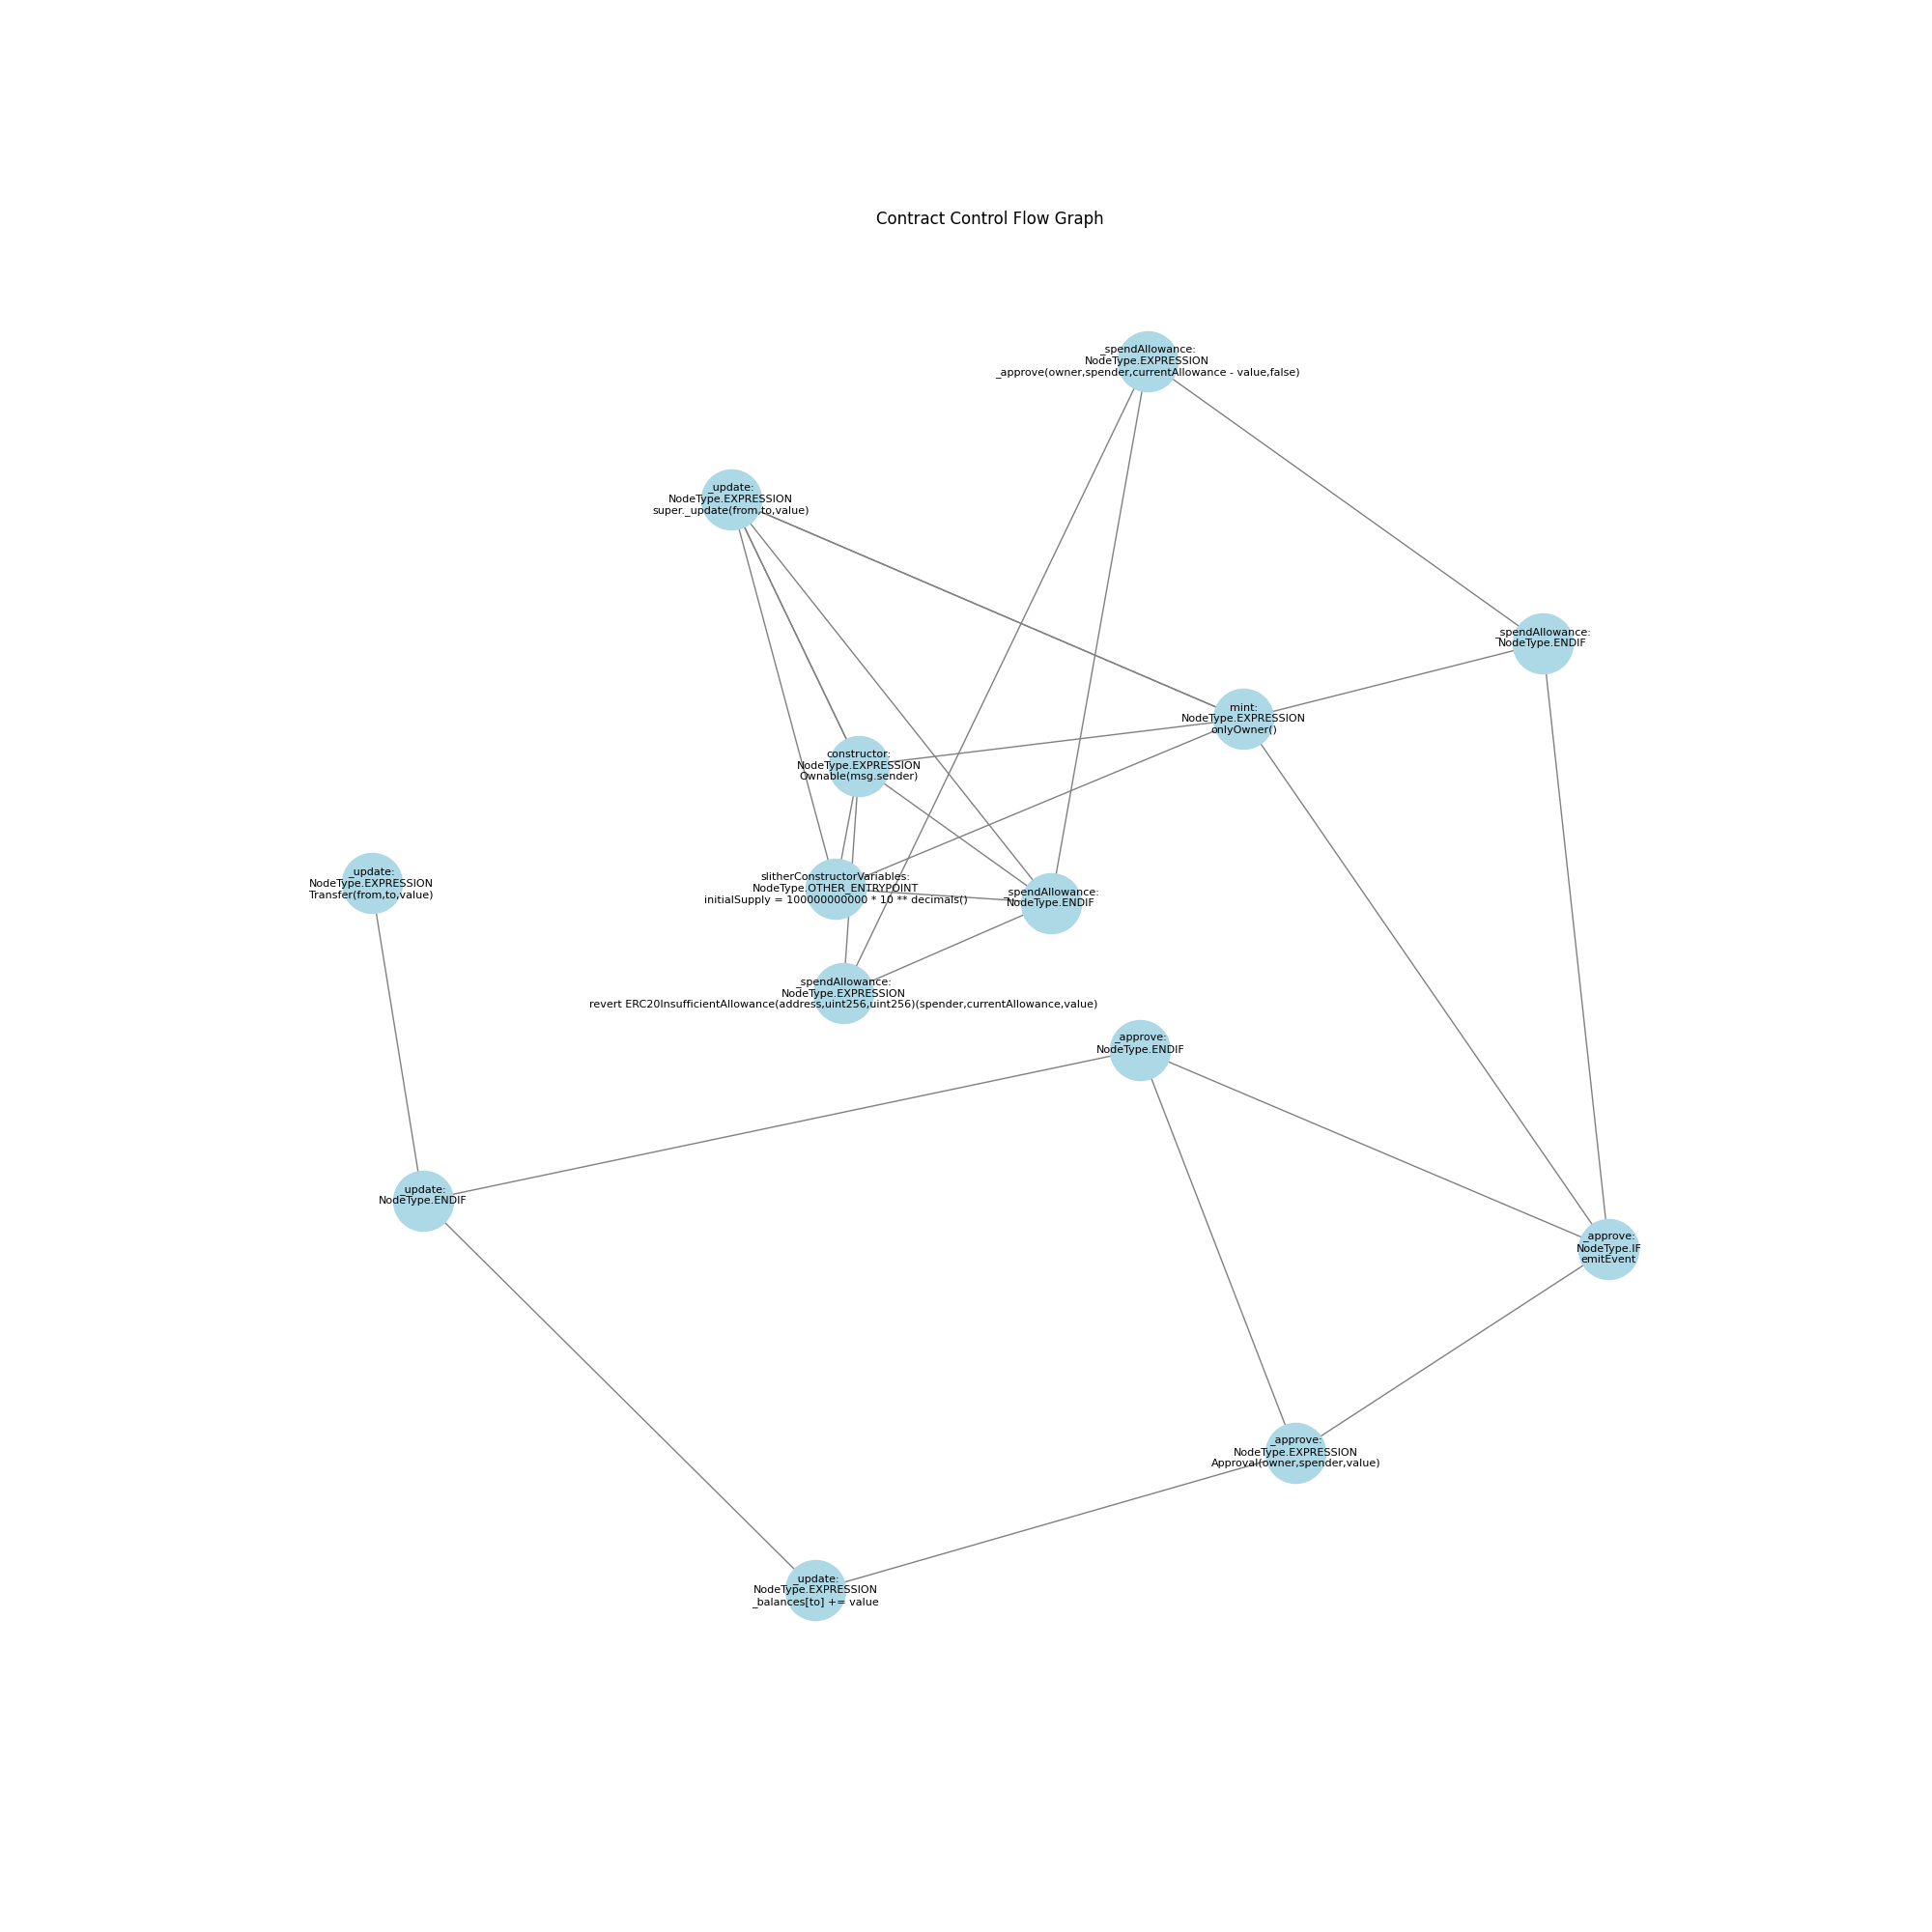 Contract Control Flow Graph
_spendAllowance:
NodeType.EXPRESSION
_approve(owner,spender,currentAllowance - value,false)
_update:
NodeType.EXPRESSION
super._update(from,to,value)
_spendAllowance:
NodeType.ENDIF
mint:
NodeType.EXPRESSION
onlyOwner()
constructor:
NodeType.EXPRESSION
Ownable(msg.sender)
_update:
NodeType.EXPRESSION
Transfer(from,to,value)
slitherConstructorVariables:
NodeType.OTHER_ENTRYPOINT
initialSupply = 100000000000 * 10 ** decimals()
_spendAllowance:
NodeType.ENDIF
_spendAllowance:
NodeType.EXPRESSION
revert ERC20InsufficientAllowance(address,uint256,uint256)(spender,currentAllowance,value)
_approve:
NodeType.ENDIF
_update:
NodeType.ENDIF
_approve:
NodeType.IF
emitEvent
_approve:
NodeType.EXPRESSION
Approval(owner,spender,value)
_update:
NodeType.EXPRESSION
_balances[to] += value